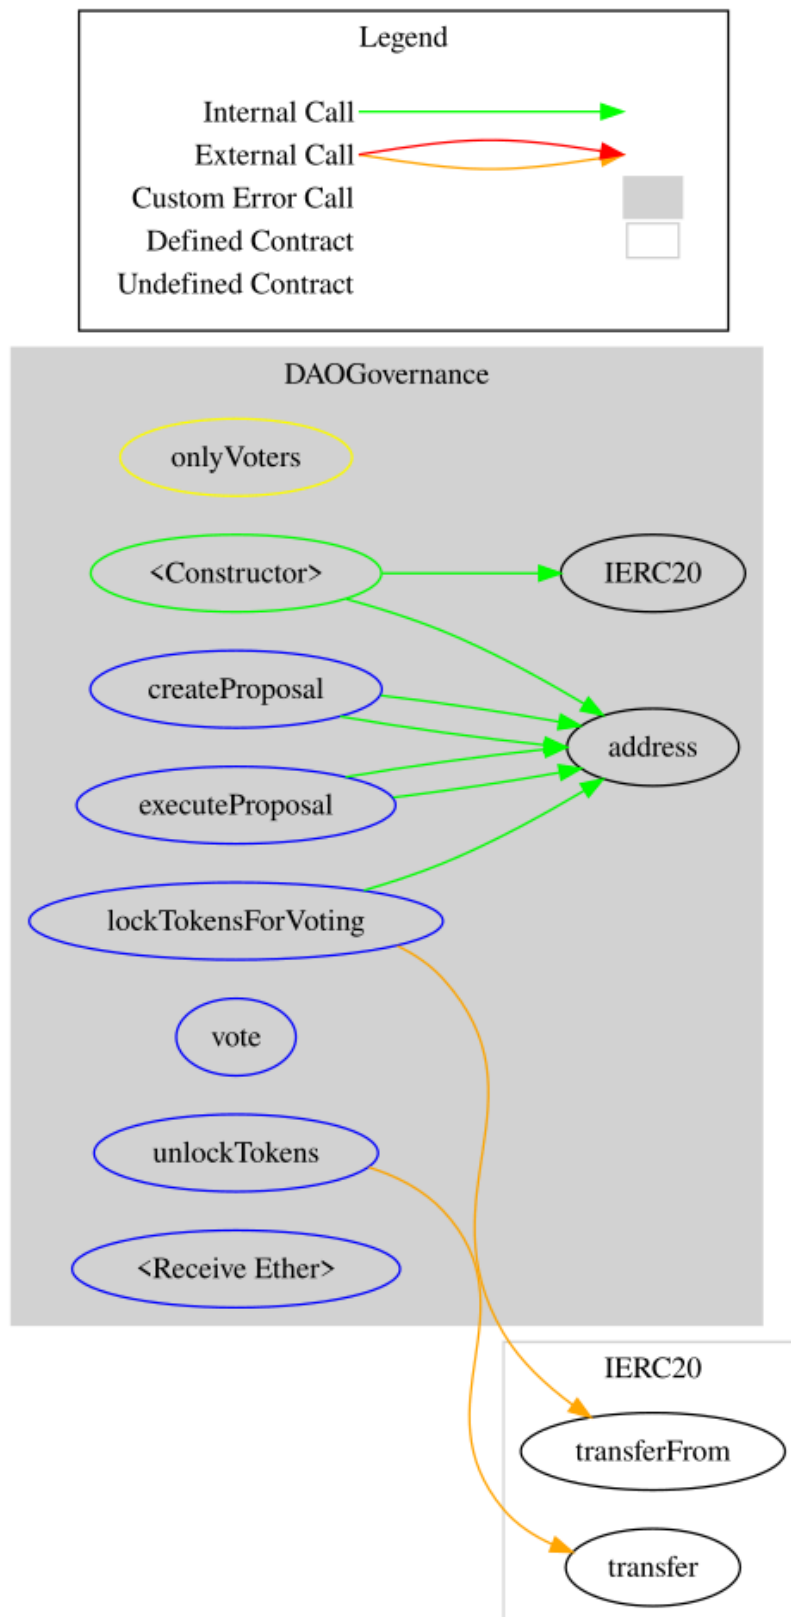 Legend
Internal Call
External Call
Custom Error Call
Defined Contract
Undefined Contract
DAOGovernance
onlyVoters
<Constructor>
IERC20
createProposal
address
executeProposal
lockTokensForVoting
vote
unlockTokens
<Receive Ether>
IERC20
transferFrom
transfer